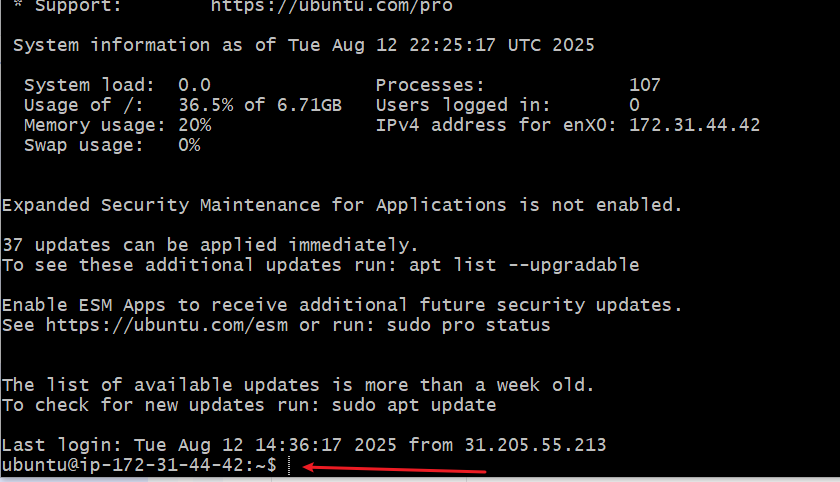 * Support:        https://ubuntu.com/pro
System information as of Tue Aug 12 22:25:17 UTC 2025
System load:  0.0                Processes:             107
Usage of /:   36.5% of 6.71GB   Users logged in:       0
Memory usage: 20%               IPv4 address for enX0: 172.31.44.42
Swap usage:   0%
Expanded Security Maintenance for Applications is not enabled.
37 updates can be applied immediately.
To see these additional updates run: apt list --upgradable
Enable ESM Apps to receive additional future security updates.
See https://ubuntu.com/esm or run: sudo pro status
The list of available updates is more than a week old.
To check for new updates run: sudo apt update
Last login: Tue Aug 12 14:36:17 2025 from 31.205.55.213
ubuntu@ip-172-31-44-42:~$